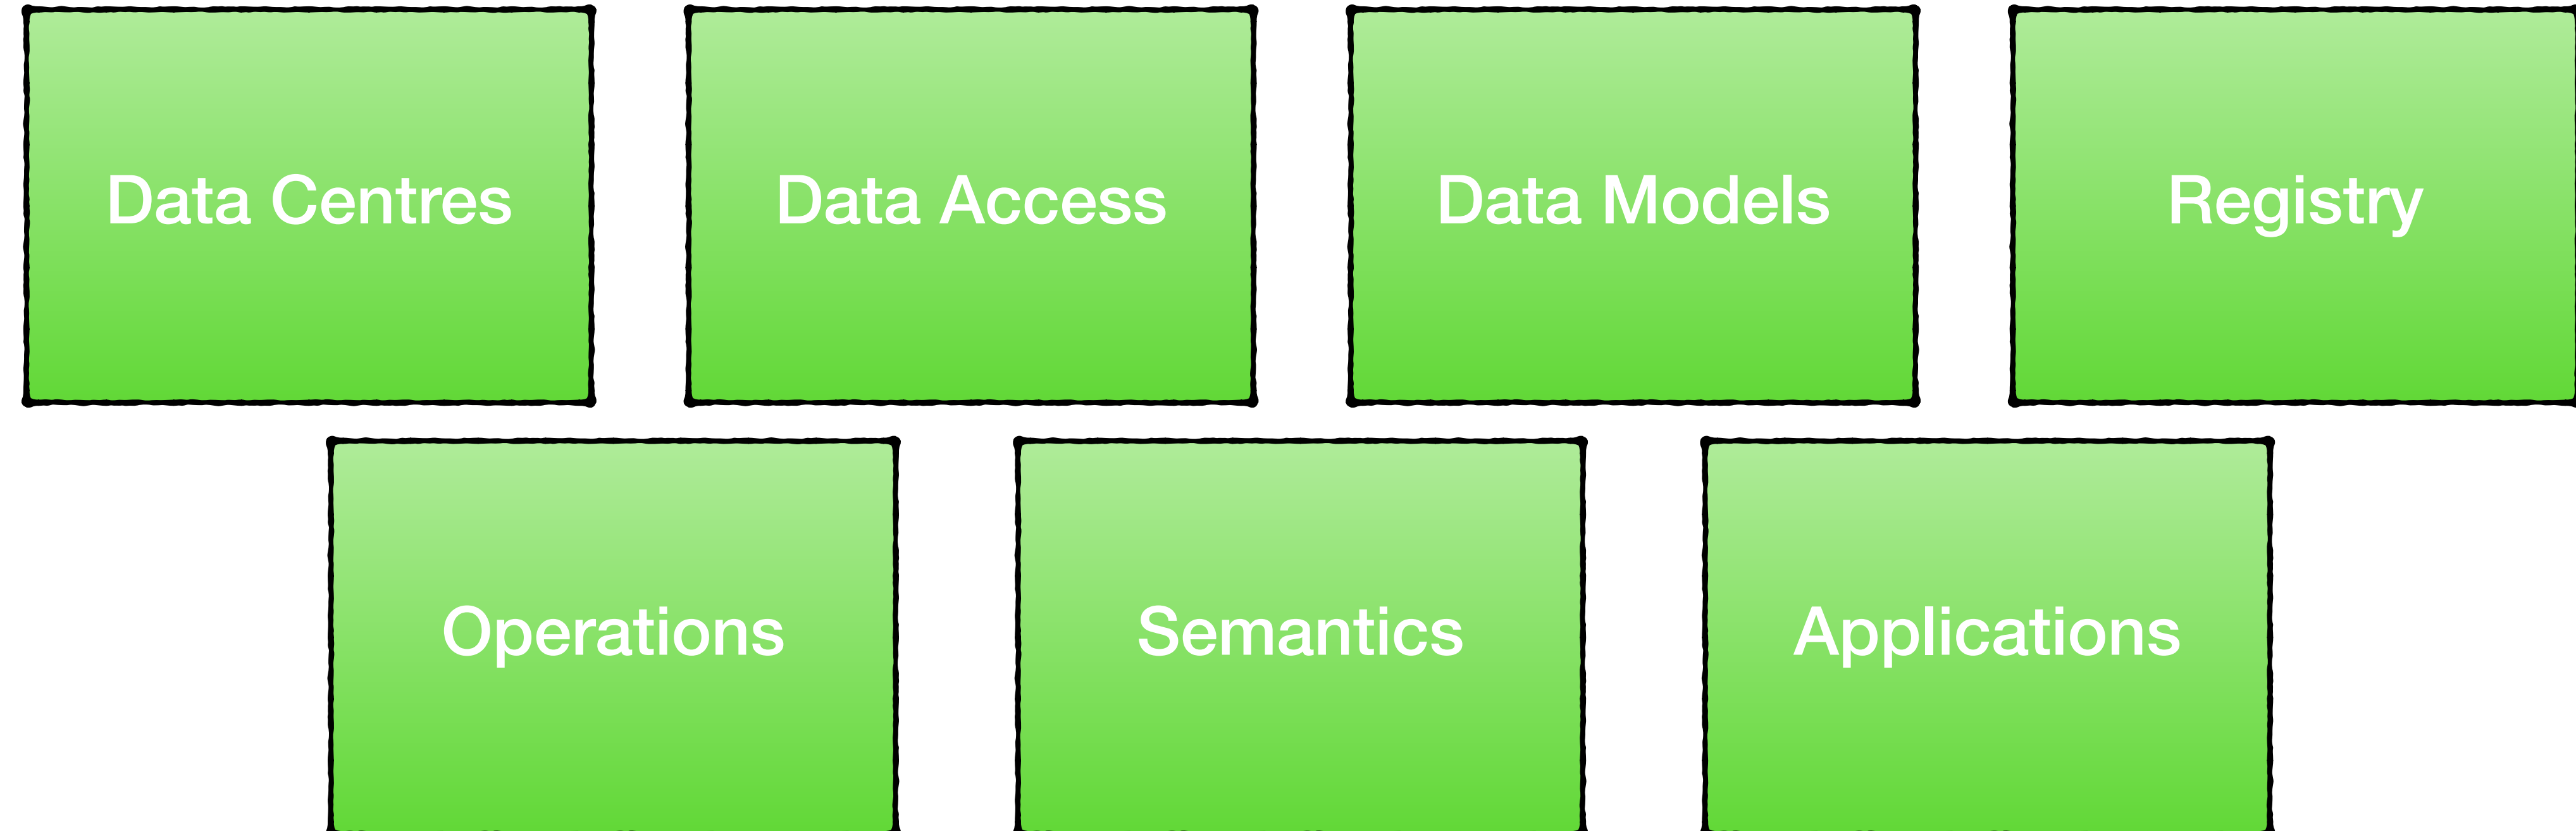 Data Centres
Data Access
Data Models
Registry
Operations
Semantics
Applications